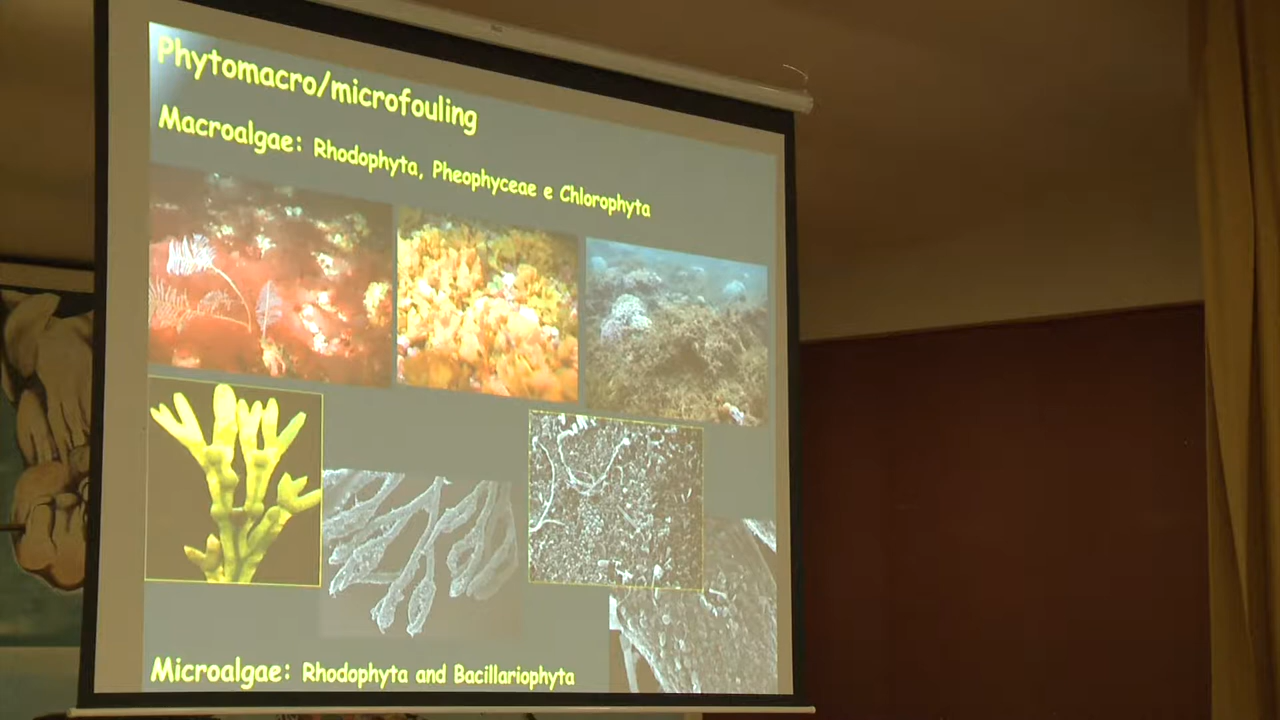 Phytomacro/microfouling
Macroalgae: Rhodophyta, Pheophyceae e Chlorophyta
Microalgae: Rhodophyta and Bacillariophyta